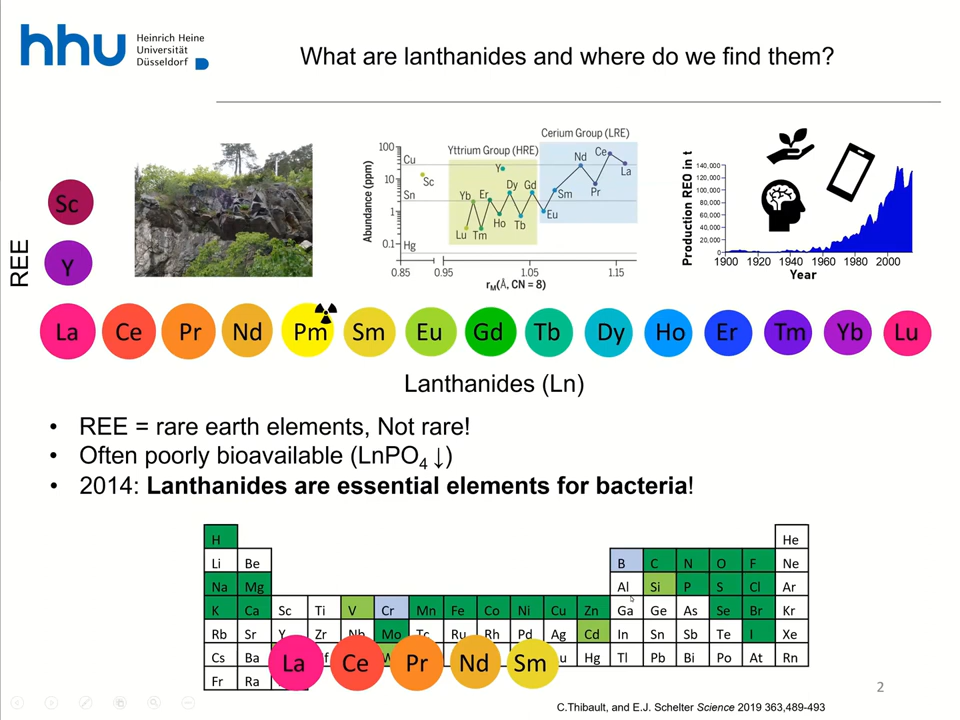 hhu
Heinrich Heine
Universität
Düsseldorf
What are lanthanides and where do we find them?
REE
Sc
Y
Abundance (ppm)
100
10
1
0.1
Cu
Sn
Hg
Sc
Yttrium Group (HRE)
Cerium Group (LRE)
Y
Yb Er Dy Gd
Lu Tm Ho Tb
Eu
Sm
Nd
Pr
Ce
La
0.85 0.95 1.05 1.15
rM(Å, CN = 8)
Production REO in t
140,000
120,000
100,000
80,000
60,000
40,000
20,000
0
1900 1920 1940 1960 1980 2000
Year
La Ce Pr Nd Pm Sm Eu Gd Tb Dy Ho Er Tm Yb Lu
Lanthanides (Ln)
• REE = rare earth elements, Not rare!
• Often poorly bioavailable (LnPO4 ↓)
• 2014: Lanthanides are essential elements for bacteria!
H He
Li Be B C N O F Ne
Na Mg Al Si P S Cl Ar
K Ca Sc Ti V Cr Mn Fe Co Ni Cu Zn Ga Ge As Se Br Kr
Rb Sr Y Zr Nb Mo Tc Ru Rh Pd Ag Cd In Sn Sb Te I Xe
Cs Ba f W u Hg Tl Pb Bi Po At Rn
La Ce Pr Nd Sm
Fr Ra
2
C.Thibault, and E.J. Schelter Science 2019 363,489-493